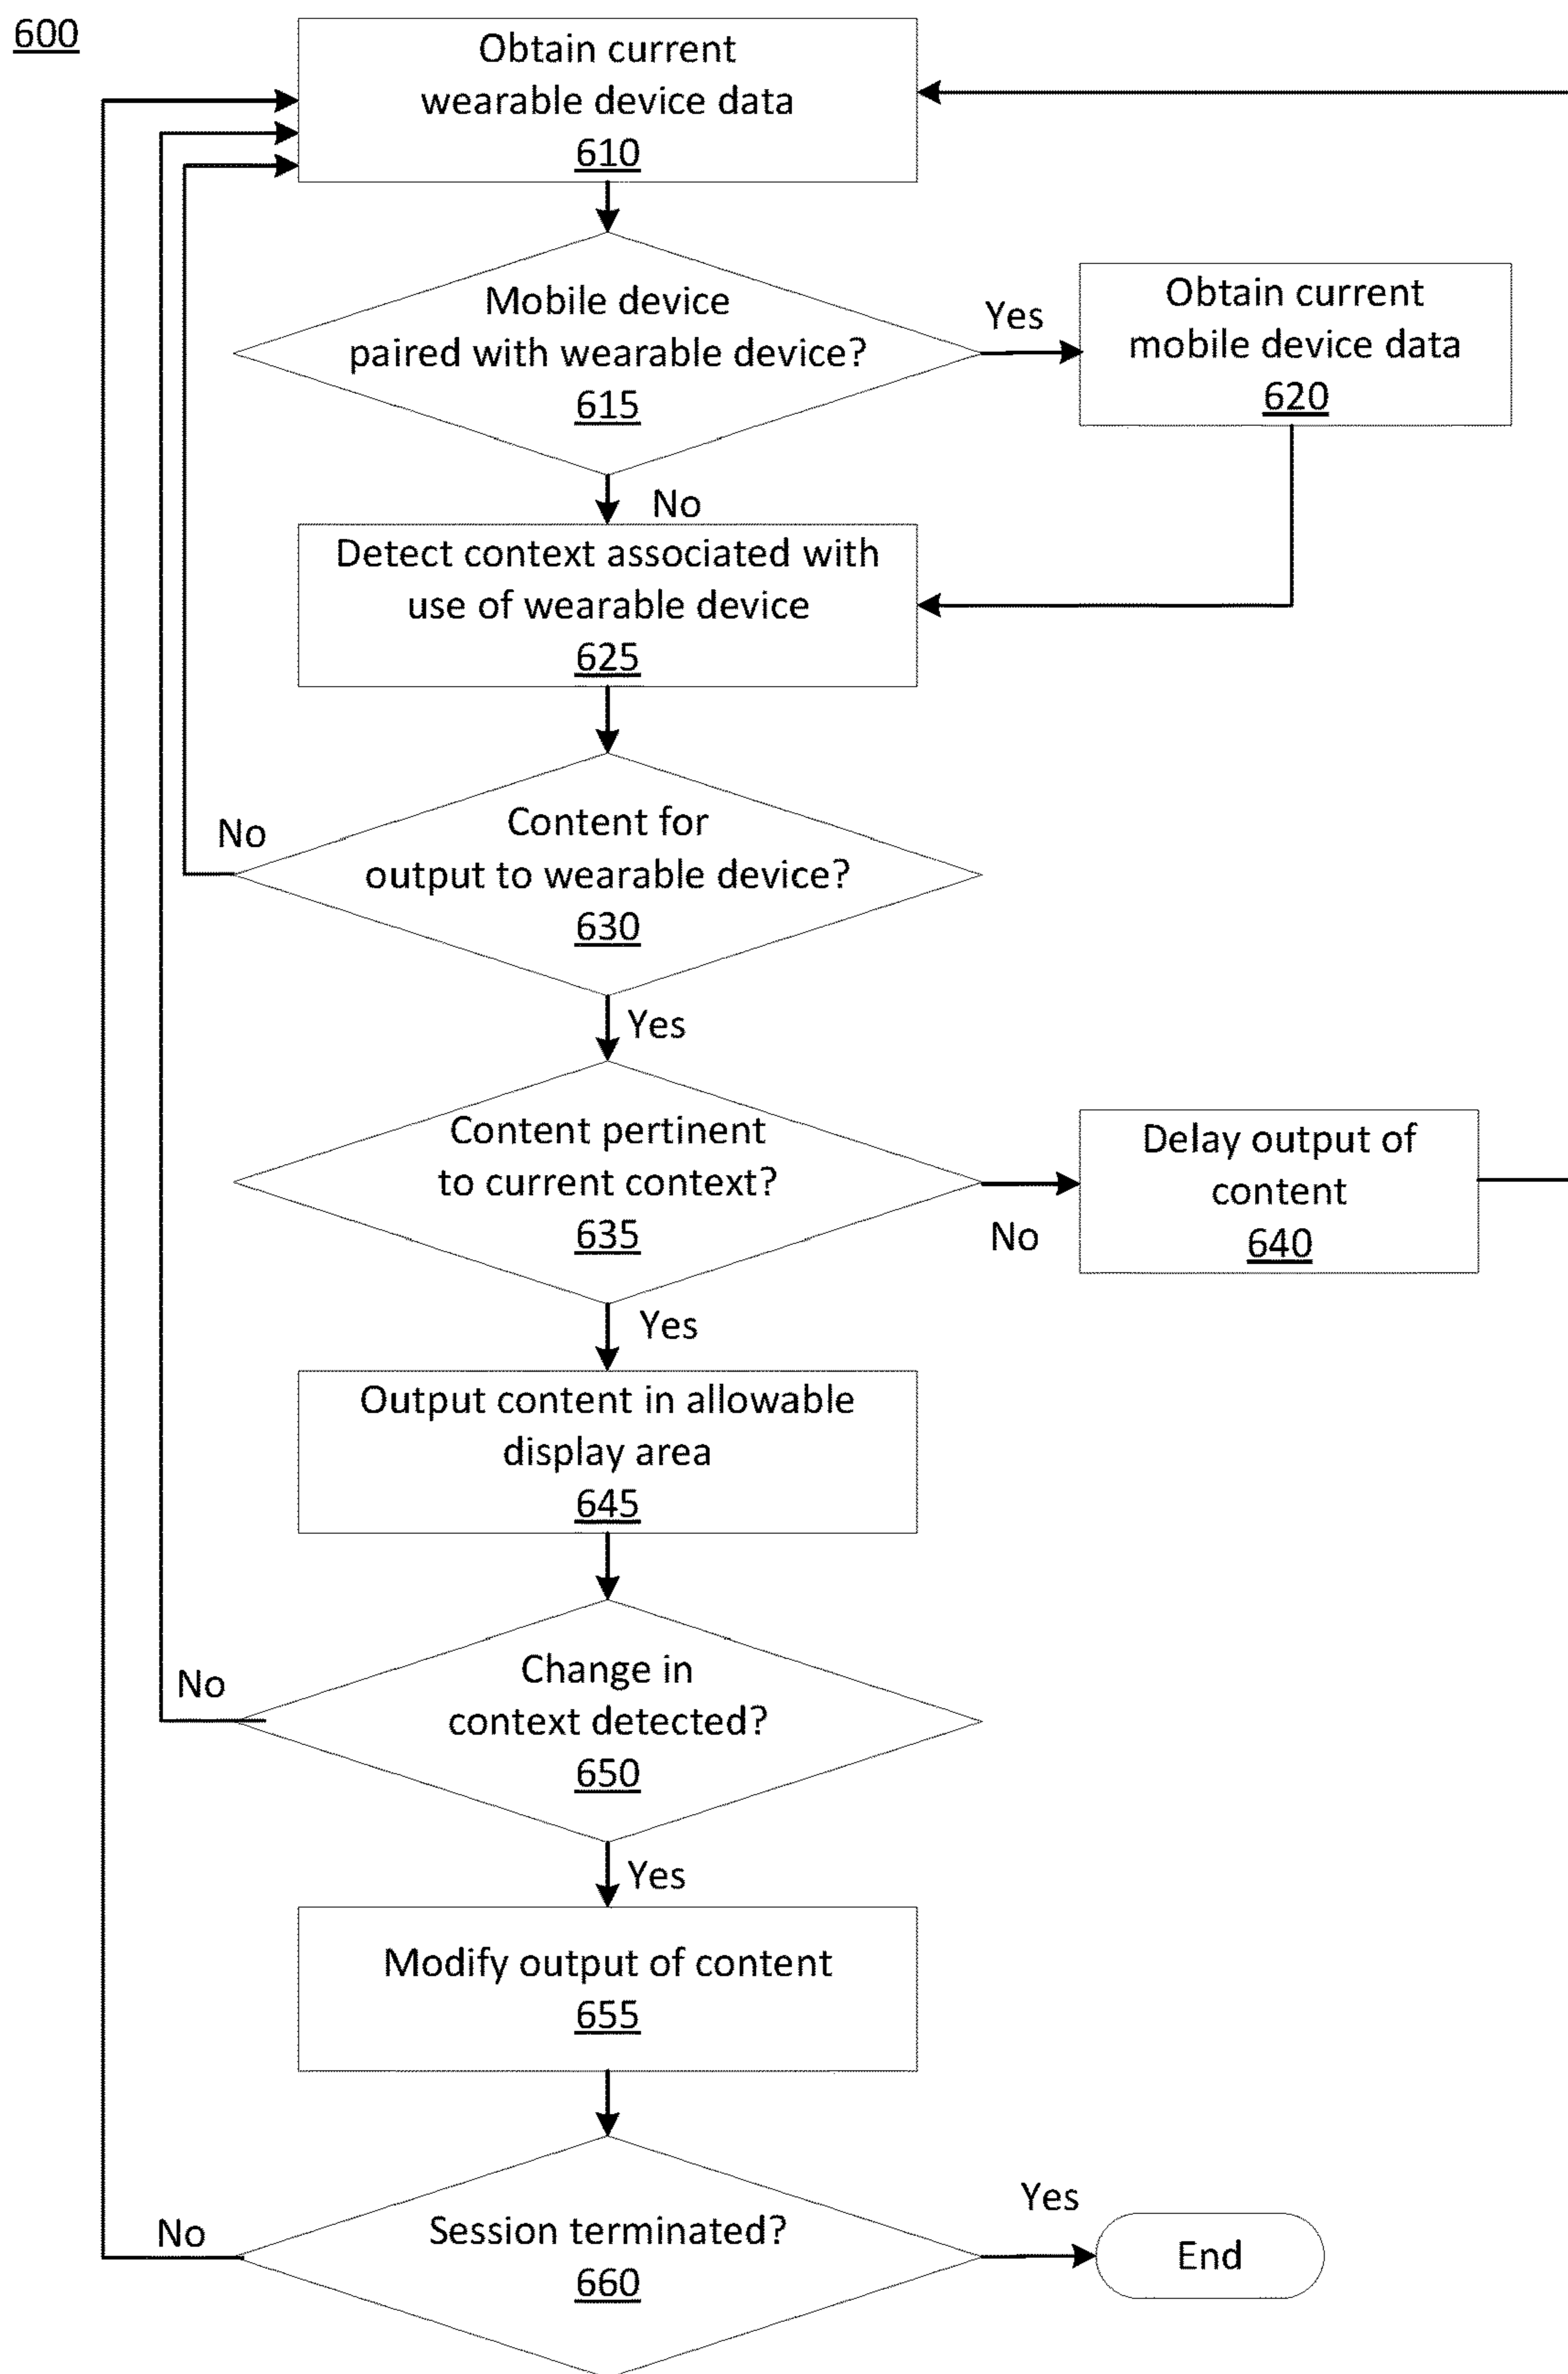 600
Obtain current
wearable device data
610
Mobile device
paired with wearable device?
615
Yes
Obtain current
mobile device data
620
No
Detect context associated with
use of wearable device
625
No
Content for
output to wearable device?
630
Yes
Content pertinent
to current context?
635
No
Delay output of
content
640
Yes
Output content in allowable
display area
645
No
Change in
context detected?
650
Yes
Modify output of content
655
No
Session terminated?
660
Yes
End